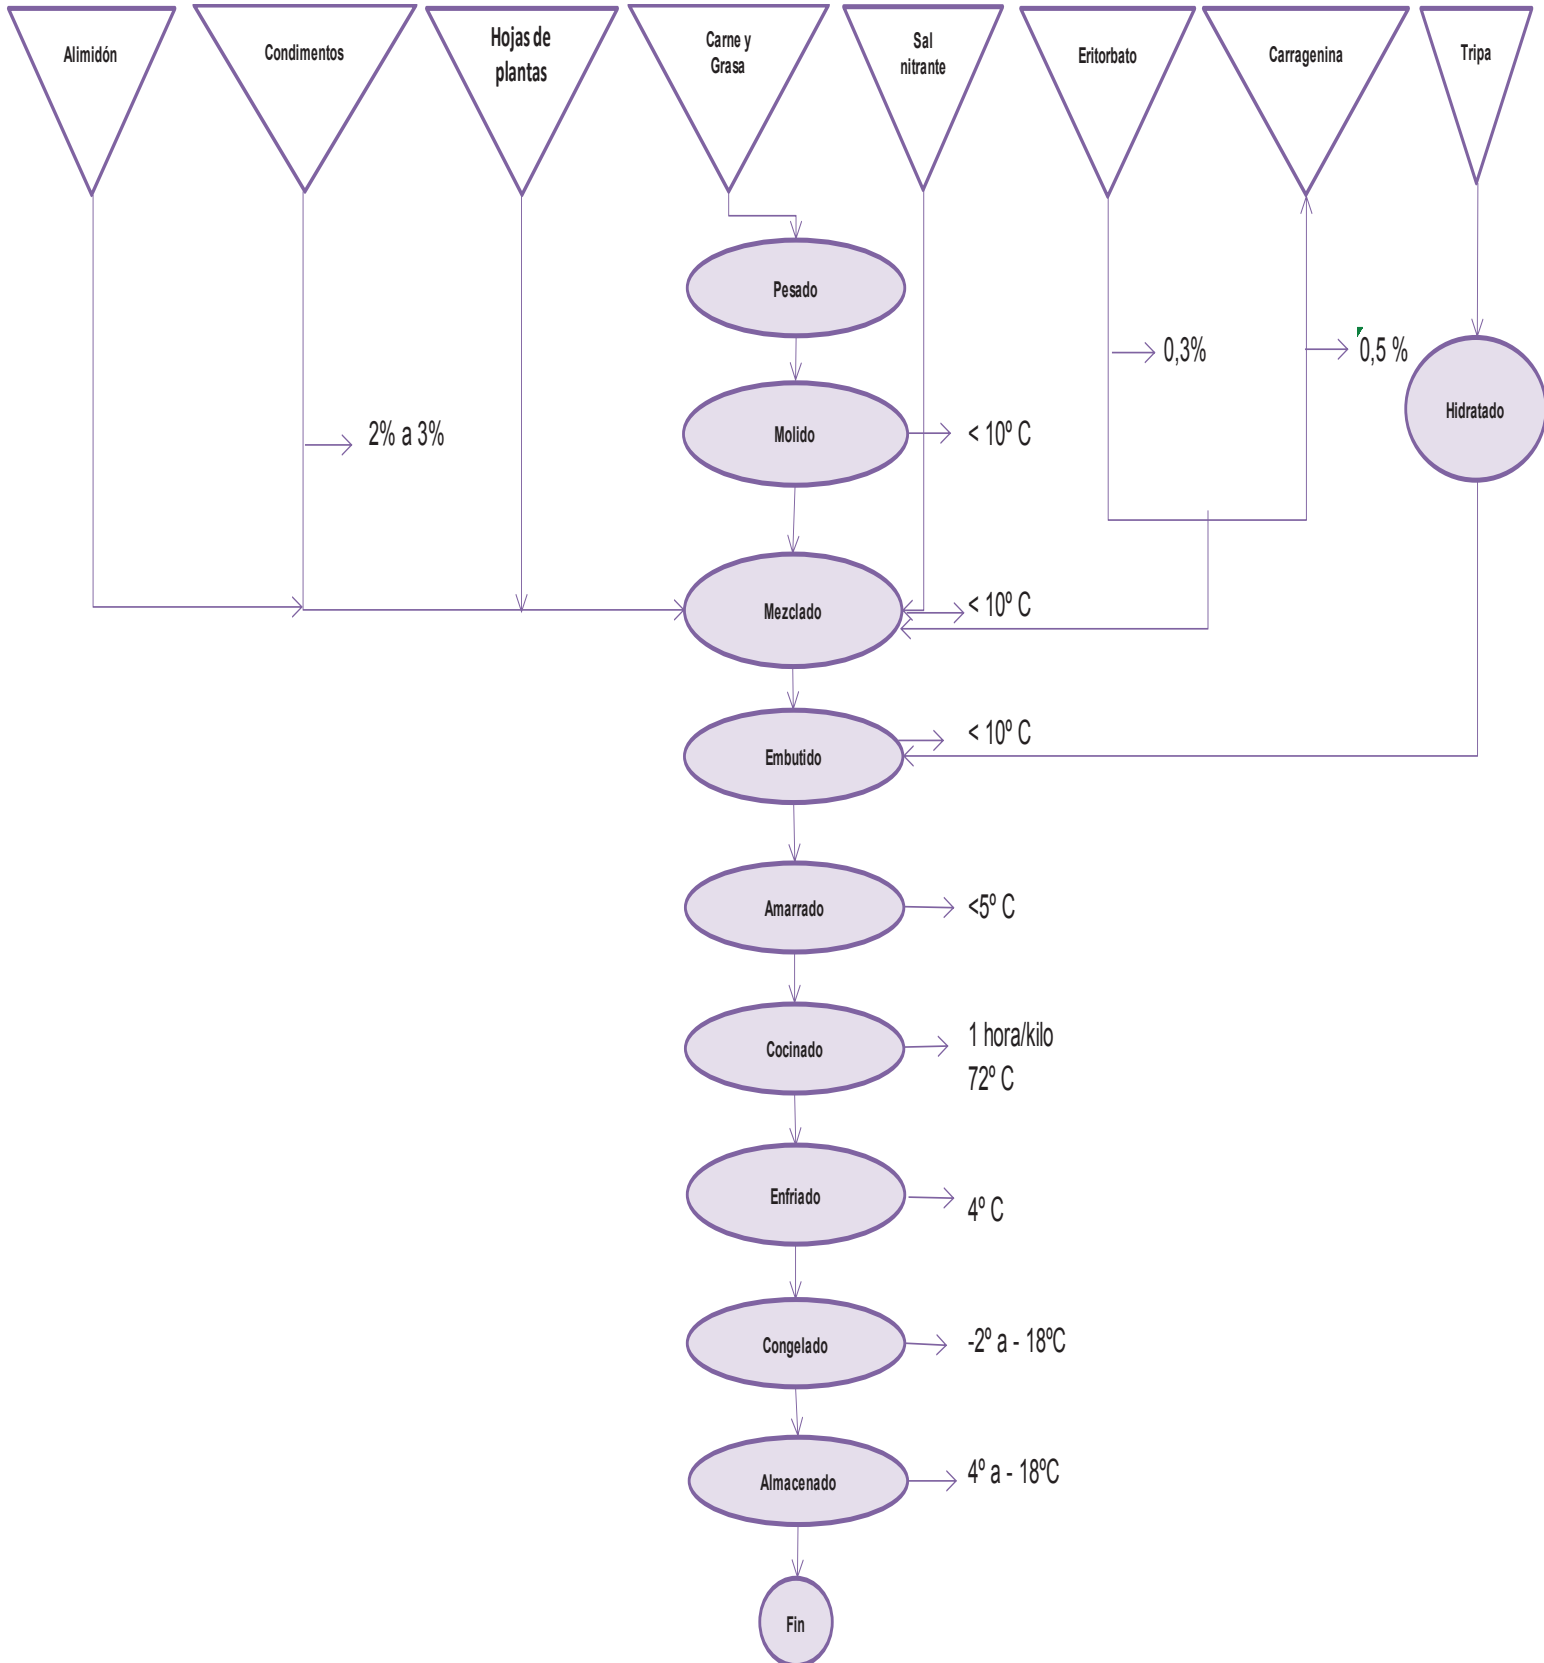 Alimidón
Condimentos
Hojas de
plantas
Carne y
Grasa
Sal
nitrante
Eritorbato
Carragenina
Tripa
Pesado
0,3%
0,5 %
Hidratado
2% a 3%
Molido
< 10º C
Mezclado
< 10º C
Embutido
< 10º C
Amarrado
<5º C
Cocinado
1 hora/kilo
72º C
Enfriado
4º C
Congelado
-2º a - 18ºC
Almacenado
4º a - 18ºC
Fin